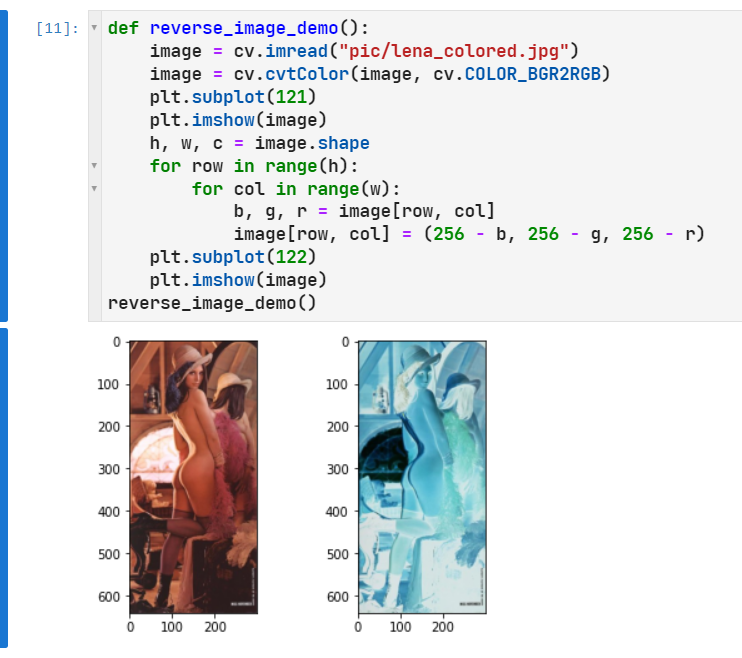 [11]:
def reverse_image_demo():
    image = cv.imread("pic/lena_colored.jpg")
    image = cv.cvtColor(image, cv.COLOR_BGR2RGB)
    plt.subplot(121)
    plt.imshow(image)
    h, w, c = image.shape
    for row in range(h):
        for col in range(w):
            b, g, r = image[row, col]
            image[row, col] = (256 - b, 256 - g, 256 - r)
    plt.subplot(122)
    plt.imshow(image)
reverse_image_demo()
0
100
200
300
400
500
600
0 100 200
0
100
200
300
400
500
600
0 100 200